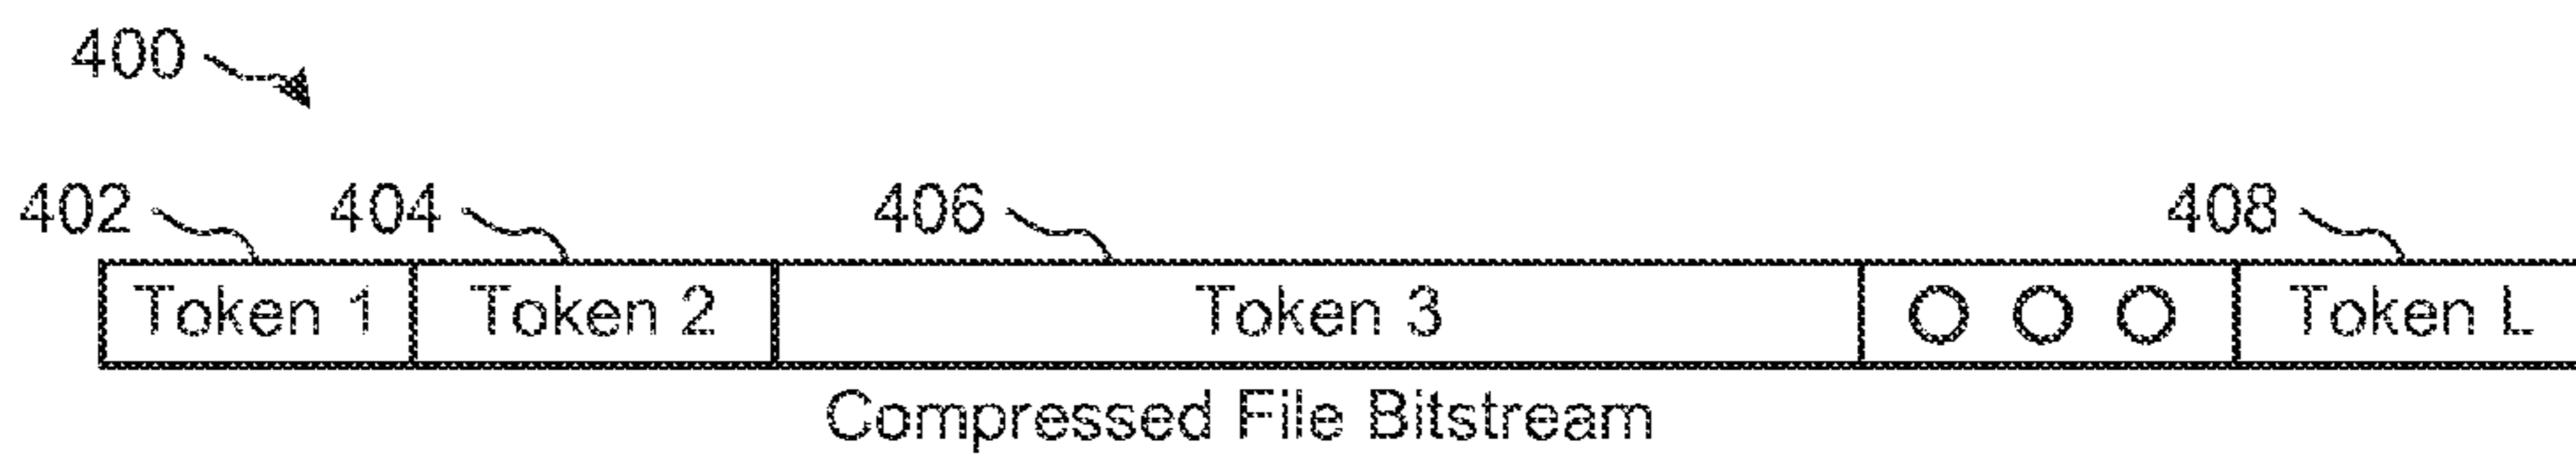 400
402 404 406 408
Token 1 Token 2 Token 3 O O O Token L
Compressed File Bitstream